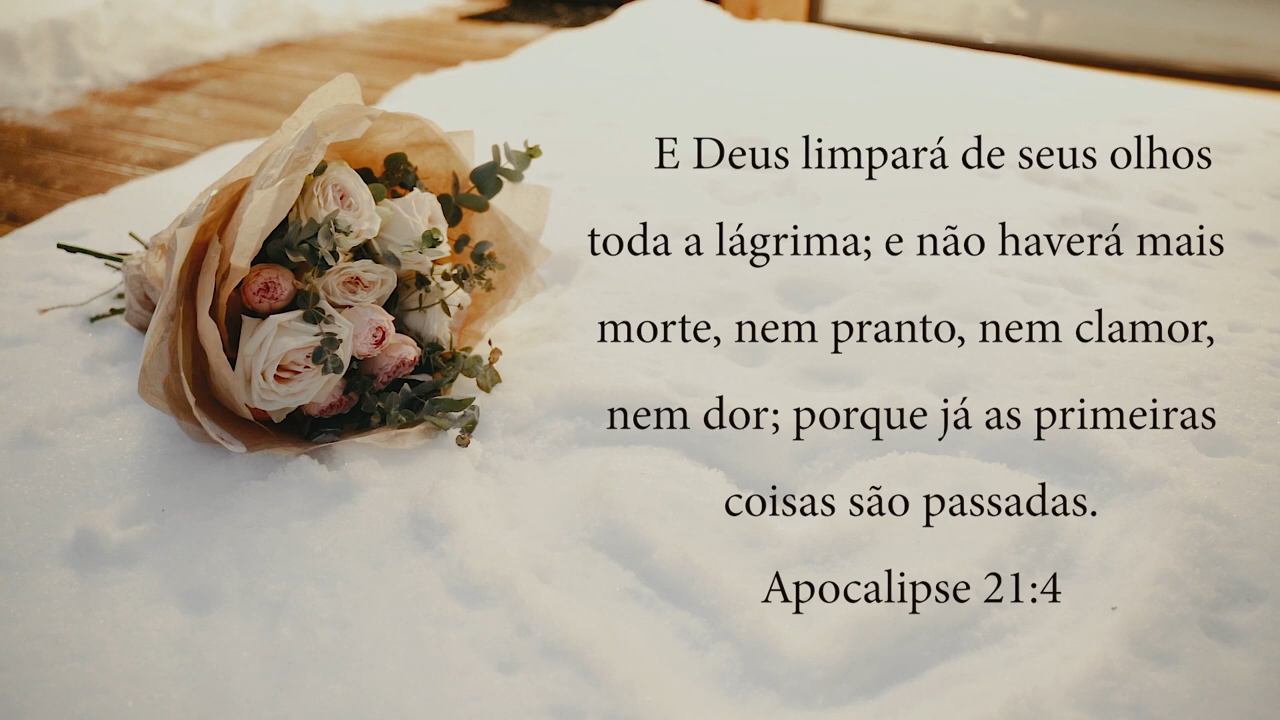 E Deus limpará de seus olhos
toda a lágrima; e não haverá mais
morte, nem pranto, nem clamor,
nem dor; porque já as primeiras
coisas são passadas.
Apocalipse 21:4